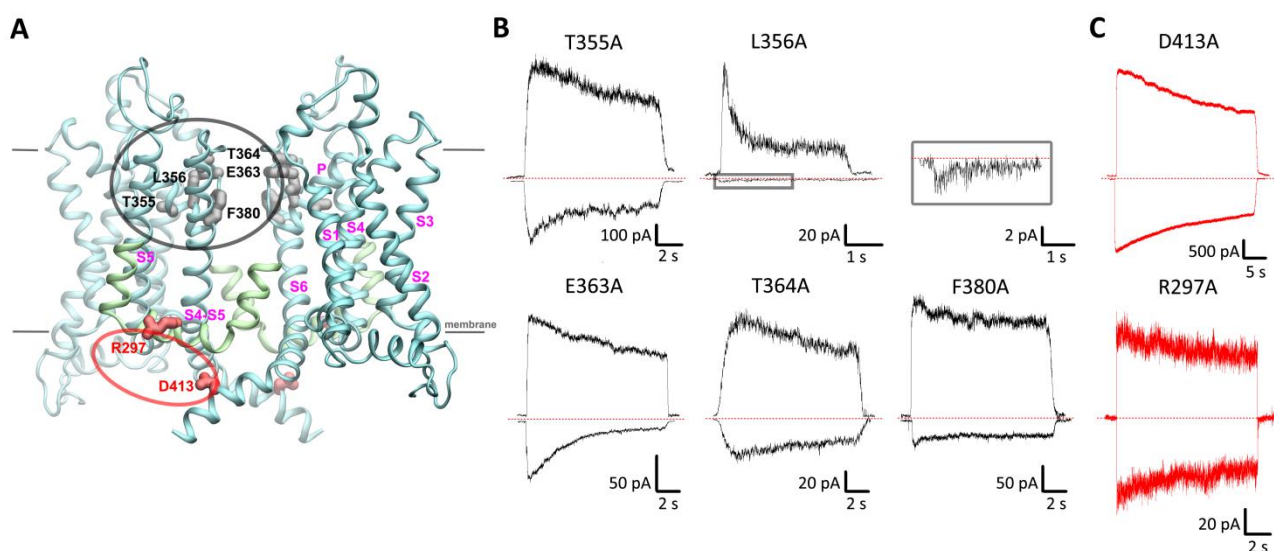 A
T364
E363
L356
P
T355
F380
S1
S4
S3
S5
S6
S2
S4-S5
membrane
R297
D413
B
T355A
L356A
100 pA
2 s
20 pA
1 s
2 pA
1 s
E363A
T364A
F380A
50 pA
2 s
20 pA
2 s
50 pA
2 s
C
D413A
500 pA
5 s
R297A
20 pA
2 s